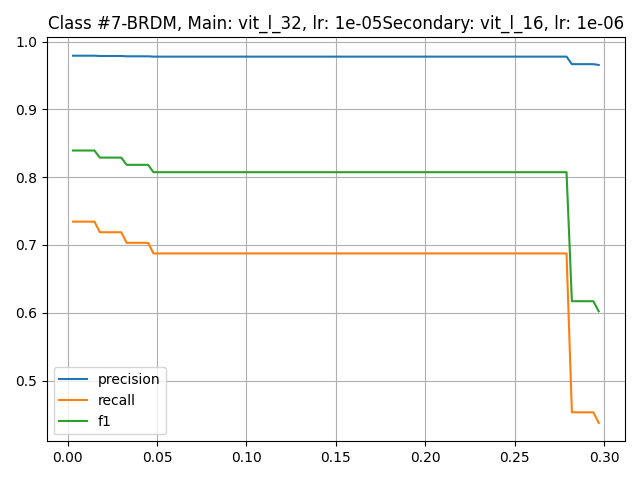 Class #7-BRDM, Main: vit_l_32, lr: 1e-05Secondary: vit_l_16, lr: 1e-06
1.0
0.9
0.8
0.7
0.6
0.5
precision
recall
f1
0.00 0.05 0.10 0.15 0.20 0.25 0.30